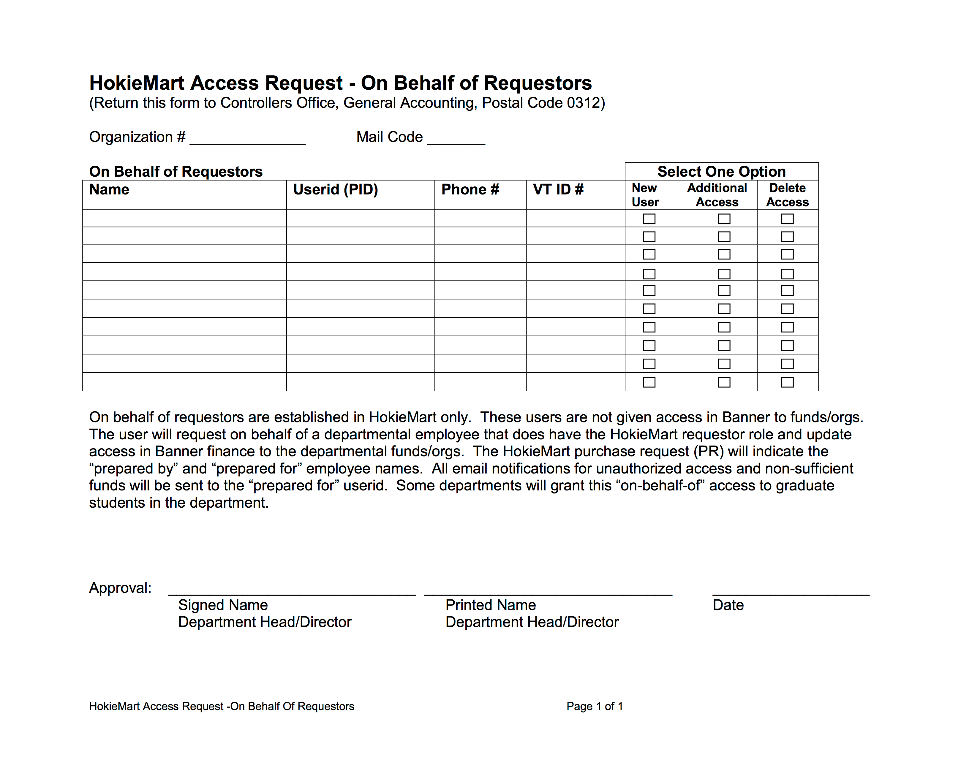 HokieMart Access Request - On Behalf of Requestors
(Return this form to Controllers Office, General Accounting, Postal Code 0312)
Organization # ______________ Mail Code _______
On Behalf of Requestors Select One Option
Name Userid (PID) Phone # VT ID # New User Additional Access Delete Access
On behalf of requestors are established in HokieMart only.  These users are not given access in Banner to funds/orgs.
The user will request on behalf of a departmental employee that does have the HokieMart requestor role and update
access in Banner finance to the departmental funds/orgs.  The HokieMart purchase request (PR) will indicate the
“prepared by” and “prepared for” employee names.  All email notifications for unauthorized access and non-sufficient
funds will be sent to the “prepared for” userid.  Some departments will grant this “on-behalf-of” access to graduate
students in the department.
Approval: ______________________________ ______________________________ ___________________
Signed Name Printed Name Date
Department Head/Director Department Head/Director
HokieMart Access Request -On Behalf Of Requestors Page 1 of 1